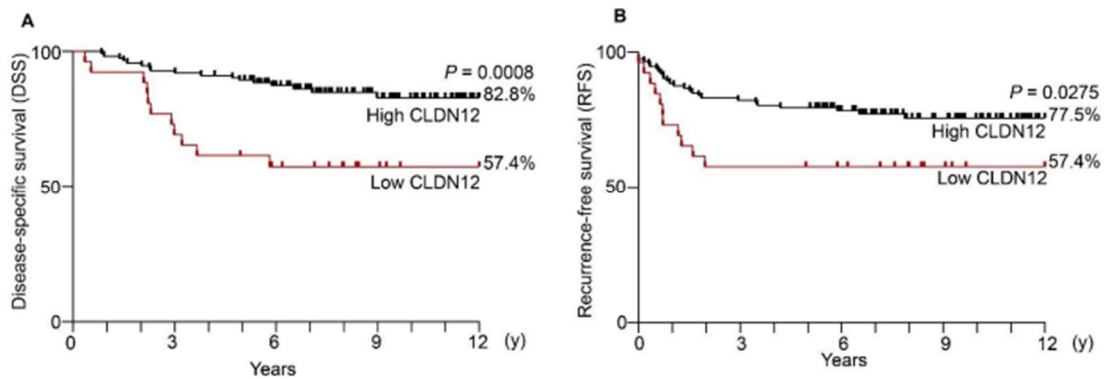 A
Disease-specific survival (DSS)
100
50
0
P = 0.0008
82.8%
High CLDN12
57.4%
Low CLDN12
0 3 6 9 12 (y)
Years
B
Recurrence-free survival (RFS)
100
50
0
P = 0.0275
77.5%
High CLDN12
57.4%
Low CLDN12
0 3 6 9 12 (y)
Years